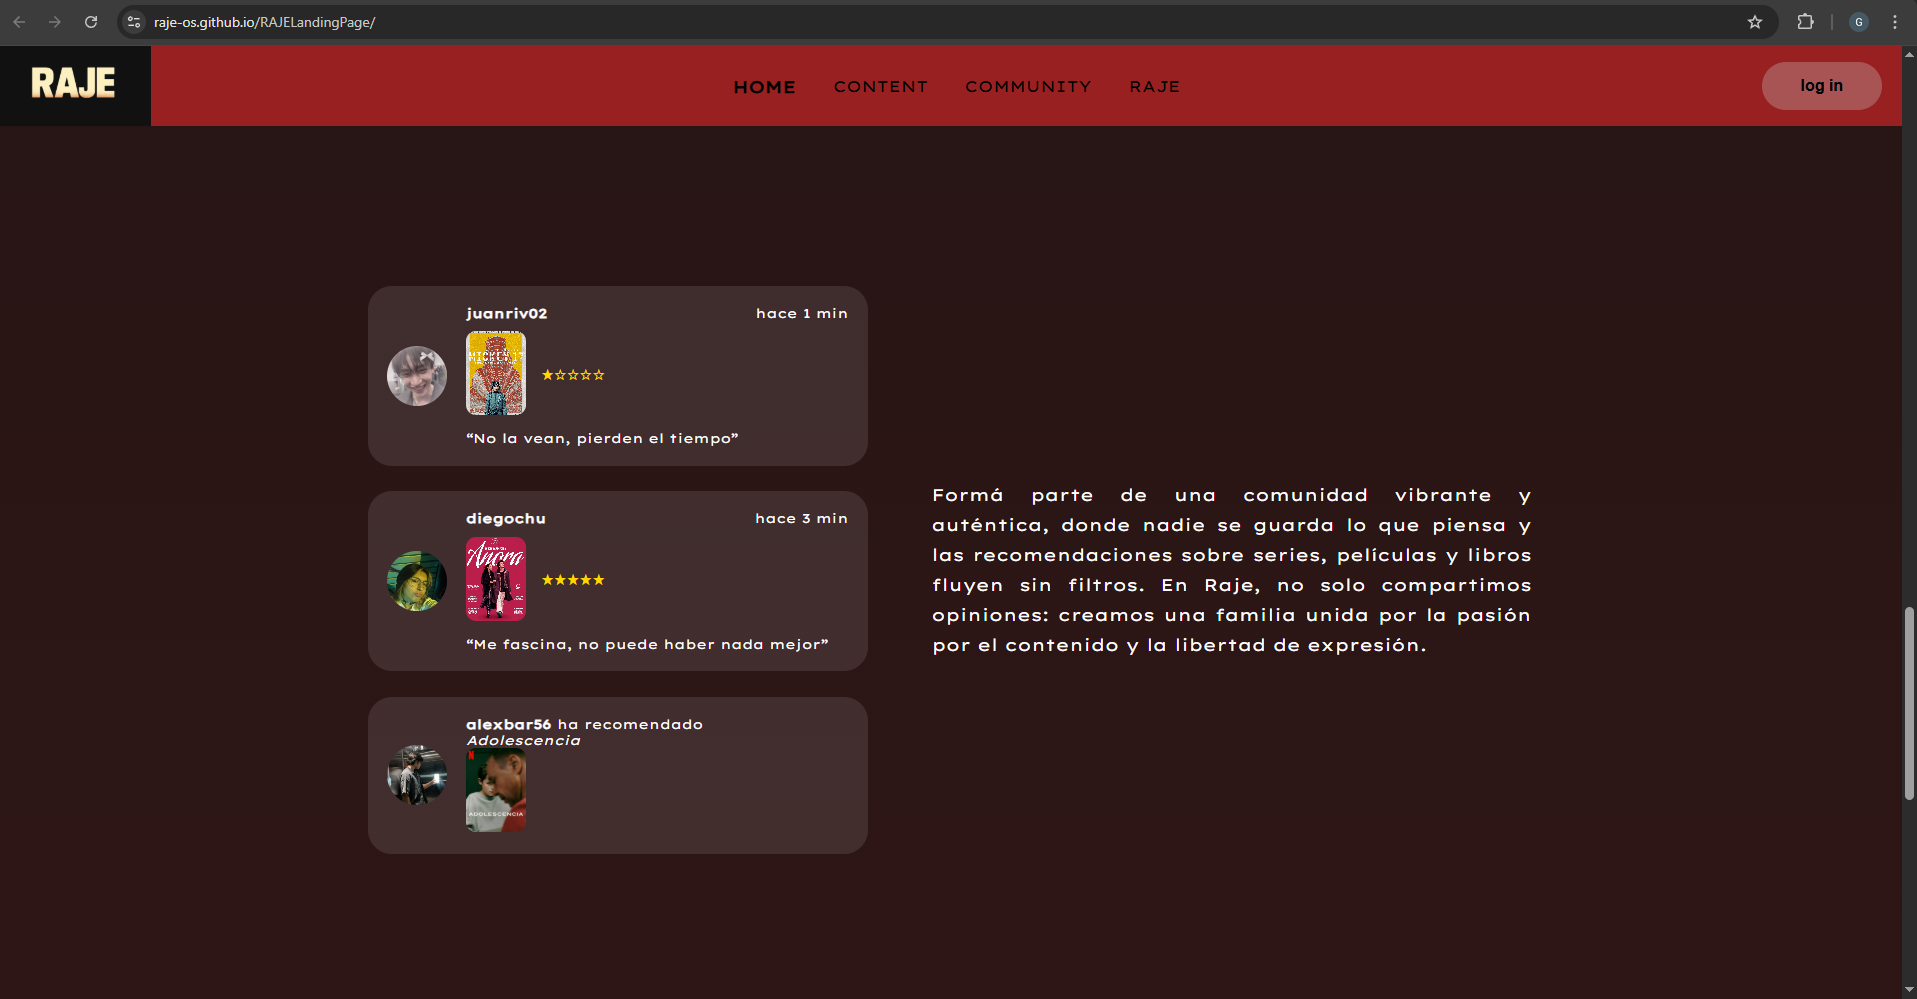 raje-os.github.io/RAJELandingPage/
G
RAJE
HOME
CONTENT
COMMUNITY
RAJE
log in
juanriv02
hace 1 min
MICKEY 17
★☆☆☆☆
“No la vean, pierden el tiempo”
diegochu
hace 3 min
Anora
★★★★★
“Me fascina, no puede haber nada mejor”
alexbar56 ha recomendado
Adolescencia
N
ADOLESCENCIA
Formá parte de una comunidad vibrante y
auténtica, donde nadie se guarda lo que piensa y
las recomendaciones sobre series, películas y libros
fluyen sin filtros. En Raje, no solo compartimos
opiniones: creamos una familia unida por la pasión
por el contenido y la libertad de expresión.